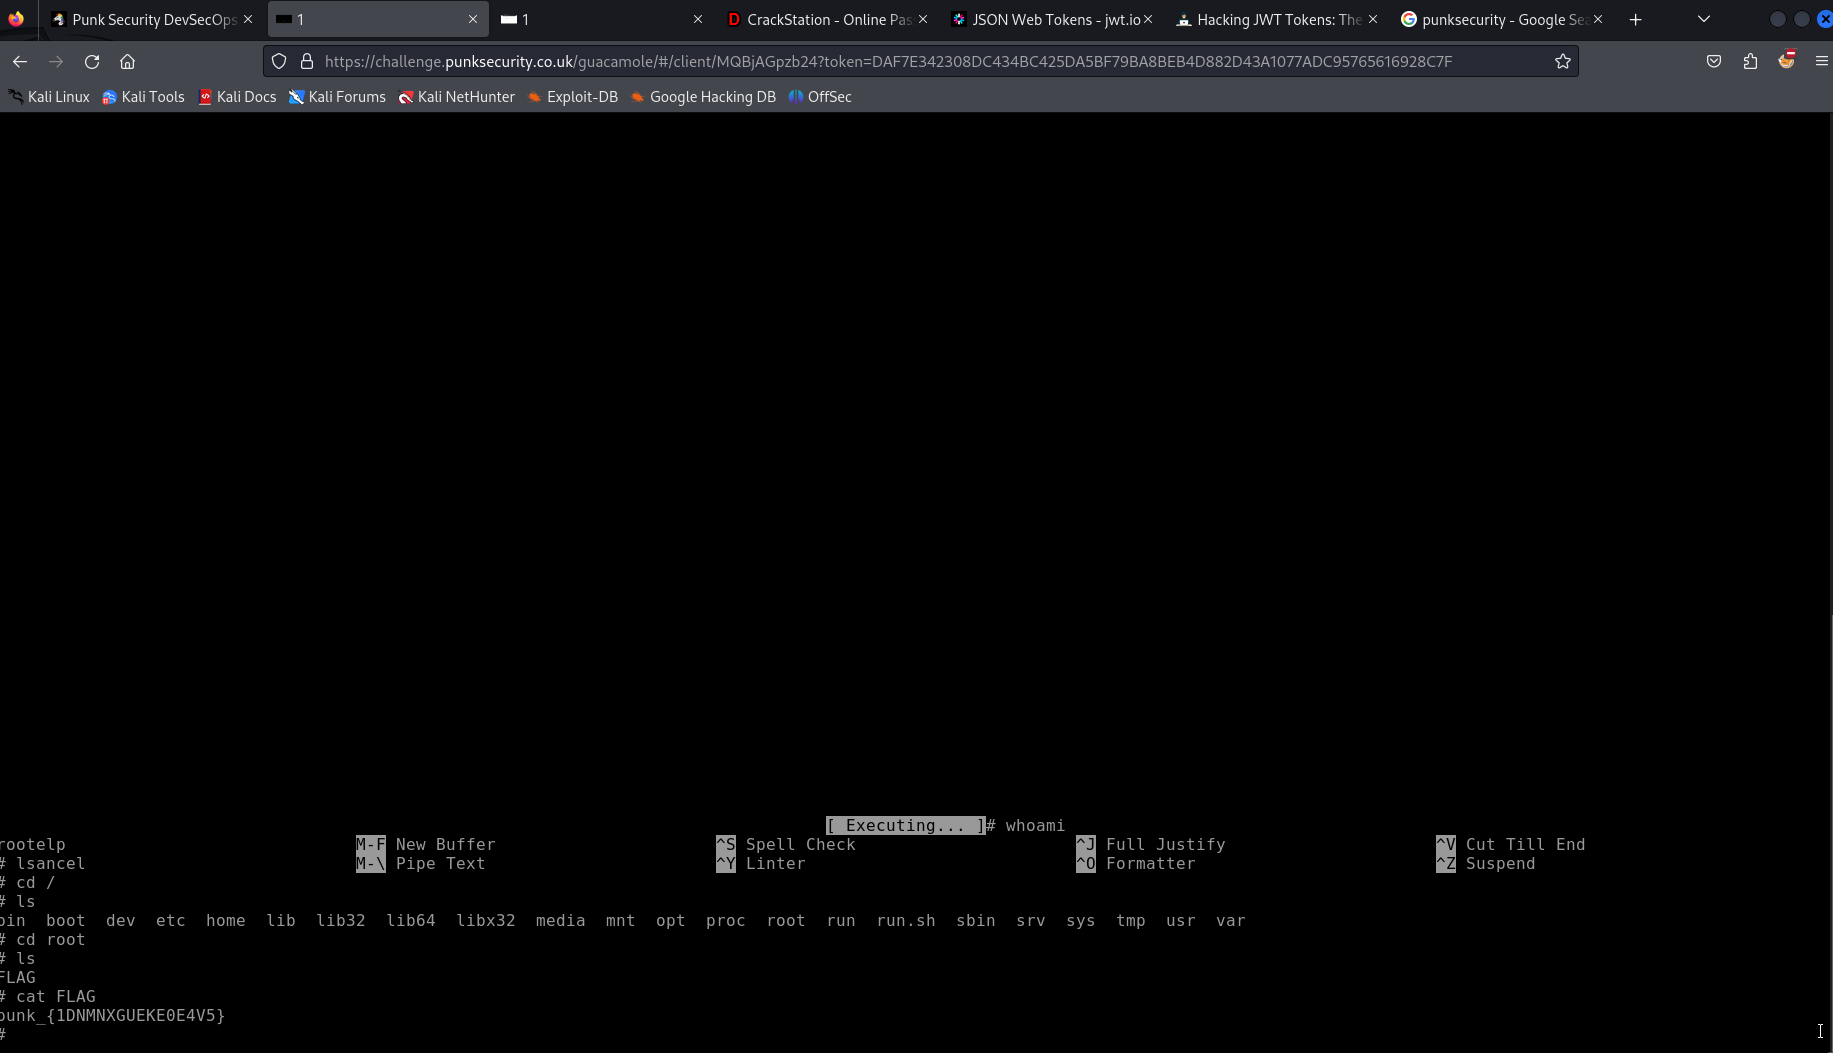 Punk Security DevSecOps
1
1
CrackStation - Online Pas
JSON Web Tokens - jwt.io
Hacking JWT Tokens: The
punksecurity - Google Sea
https://challenge.punksecurity.co.uk/guacamole/#/client/MQBjAGpzb24?token=DAF7E342308DC434BC425DA5BF79BA8BEB4D882D43A1077ADC95765616928C7F
Kali Linux Kali Tools Kali Docs Kali Forums Kali NetHunter Exploit-DB Google Hacking DB OffSec
[ Executing... ]# whoami
rootelp M-F New Buffer ^S Spell Check ^J Full Justify ^V Cut Till End
# lsancel M-\ Pipe Text ^Y Linter ^O Formatter ^Z Suspend
# cd /
# ls
bin boot dev etc home lib lib32 lib64 libx32 media mnt opt proc root run run.sh sbin srv sys tmp usr var
# cd root
# ls
FLAG
# cat FLAG
punk_{1DNMNXGUEKE0E4V5}
#